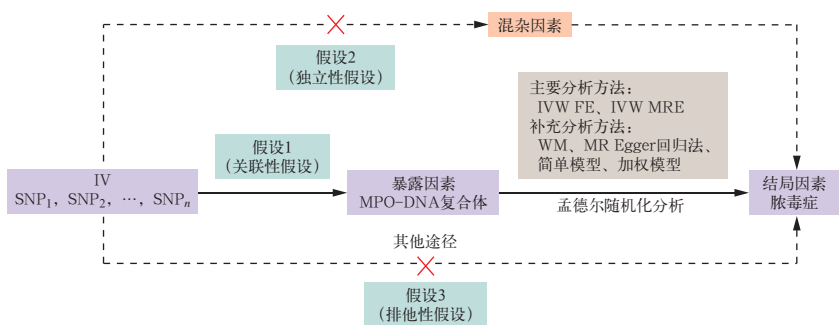 混杂因素
假设2
（独立性假设）
主要分析方法：
IVW FE、IVW MRE
补充分析方法：
WM、MR Egger回归法、
简单模型、加权模型
假设1
（关联性假设）
IV
SNP1，SNP2，…，SNPn
暴露因素
MPO-DNA复合体
孟德尔随机化分析
结局因素
脓毒症
其他途径
假设3
（排他性假设）